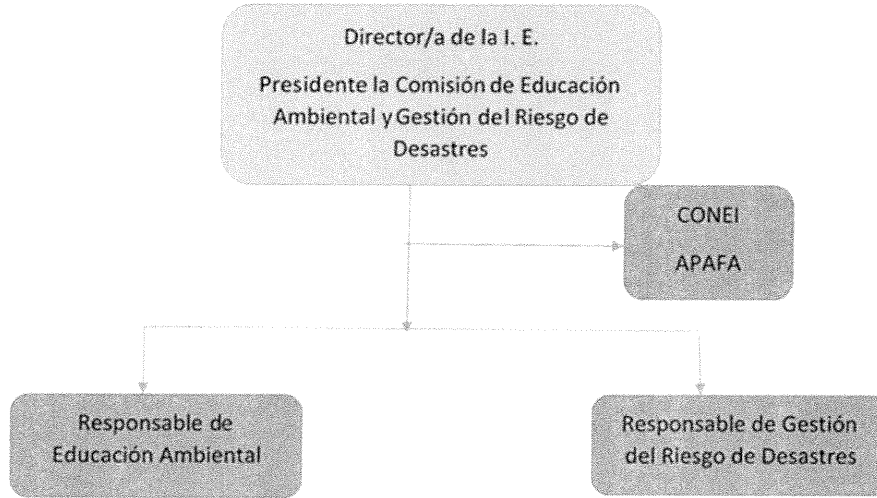 Director/a de la I. E.
Presidente la Comisión de Educación
Ambiental y Gestión del Riesgo de
Desastres
CONEI
APAFA
Responsable de
Educación Ambiental
Responsable de Gestión
del Riesgo de Desastres